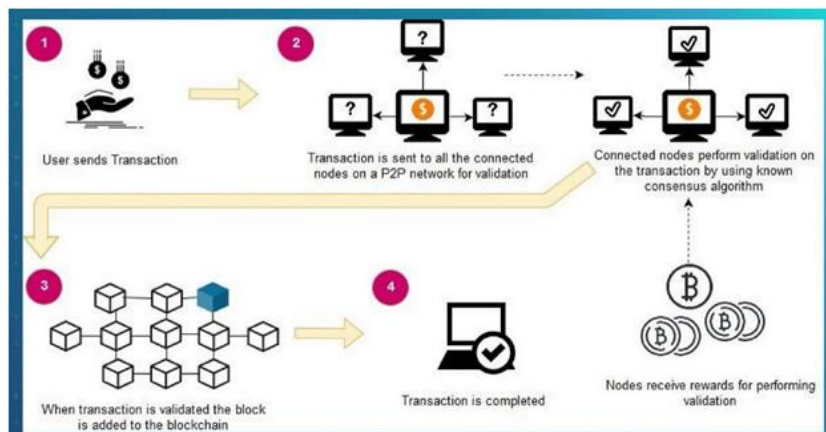 1
User sends Transaction
2
?
?
?
$
Transaction is sent to all the connected
nodes on a P2P network for validation
$
Connected nodes perform validation on
the transaction by using known
consensus algorithm
3
When transaction is validated the block
is added to the blockchain
4
Transaction is completed
Nodes receive rewards for performing
validation